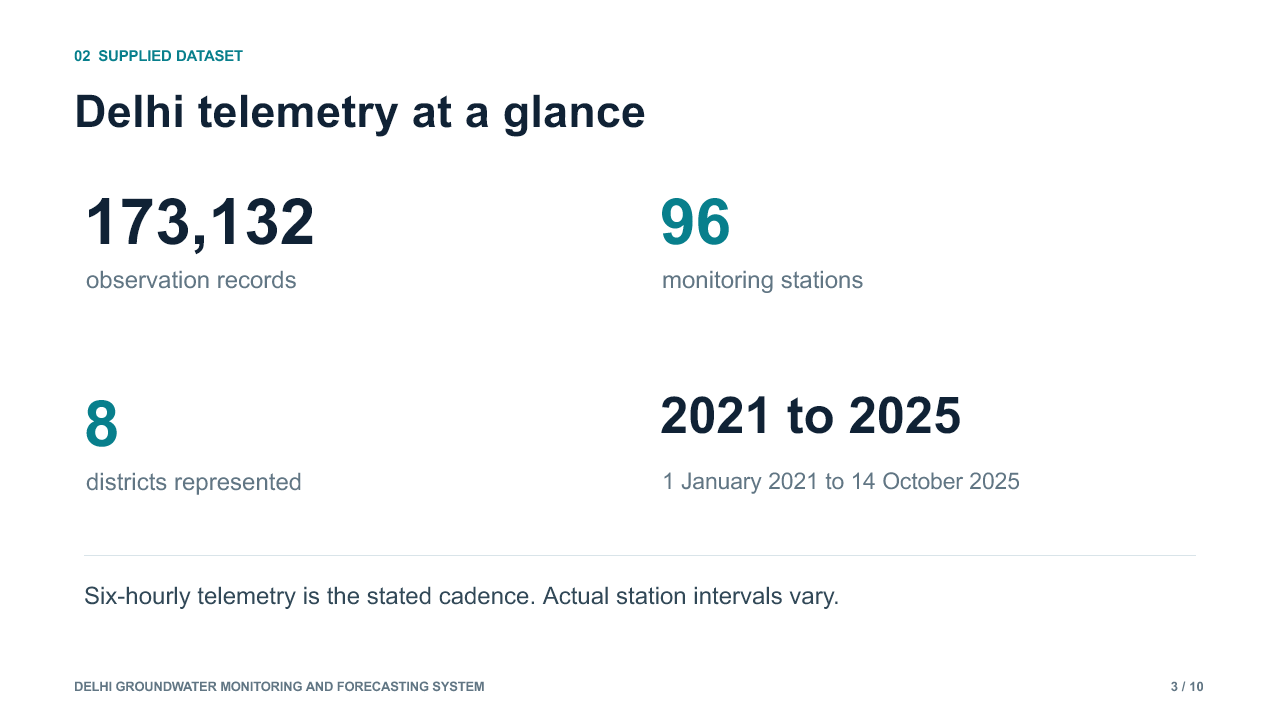 02 SUPPLIED DATASET
Delhi telemetry at a glance
173,132
observation records
96
monitoring stations
8
districts represented
2021 to 2025
1 January 2021 to 14 October 2025
Six-hourly telemetry is the stated cadence. Actual station intervals vary.
DELHI GROUNDWATER MONITORING AND FORECASTING SYSTEM
3 / 10